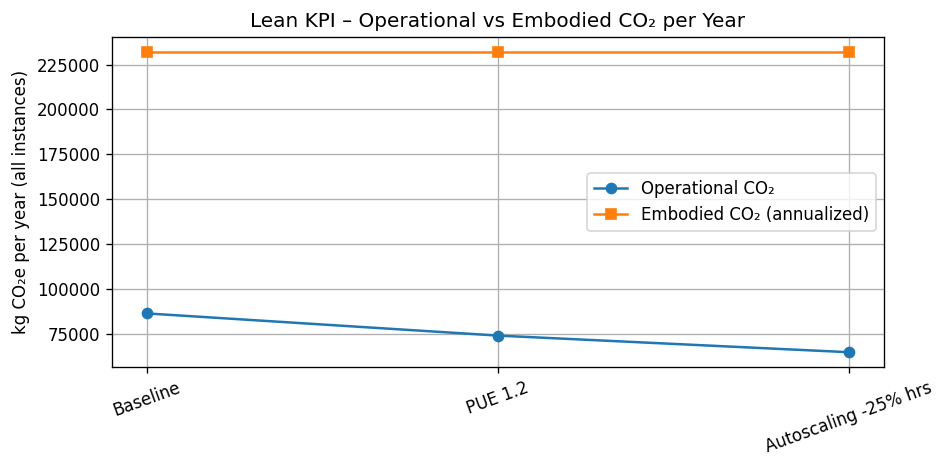 Lean KPI – Operational vs Embodied CO₂ per Year
kg CO₂e per year (all instances)
225000
200000
175000
150000
125000
100000
75000
Operational CO₂
Embodied CO₂ (annualized)
Baseline
PUE 1.2
Autoscaling -25% hrs